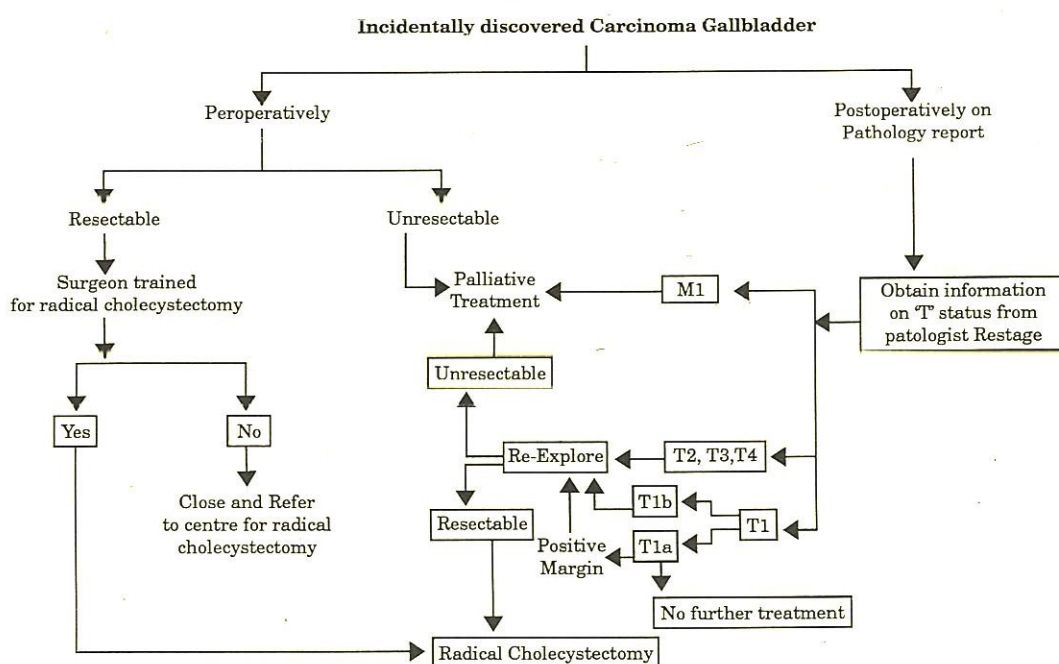 Incidentally discovered Carcinoma Gallbladder
Peroperatively
Postoperatively on
Pathology report
Resectable
Unresectable
Surgeon trained
for radical cholecystectomy
Palliative
Treatment
M1
Obtain information
on 'T' status from
patologist Restage
Unresectable
Yes
No
Re-Explore
T2, T3,T4
Close and Refer
to centre for radical
cholecystectomy
Resectable
T1b
T1
Positive
Margin
T1a
No further treatment
Radical Cholecystectomy